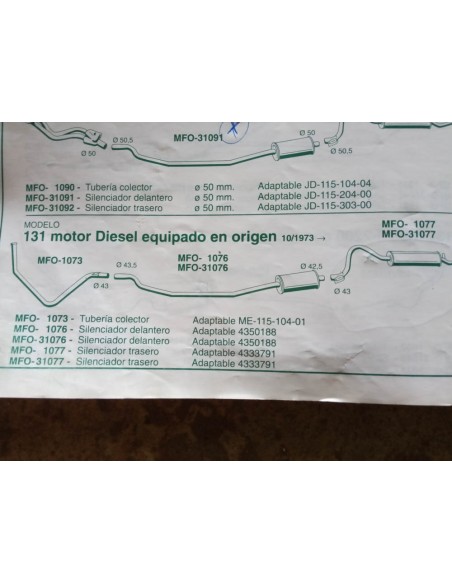 ø 50
ø 50,5
MFO-31091
x
ø 50
ø 50,5
MFO- 1090 - Tubería colector ø 50 mm. Adaptable JD-115-104-04
MFO-31091 - Silenciador delantero ø 50 mm. Adaptable JD-115-204-00
MFO-31092 - Silenciador trasero ø 50 mm. Adaptable JD-115-303-00
MODELO
131 motor Diesel equipado en origen 10/1973 →
MFO- 1077
MFO-31077
MFO-1073
ø 43,5
MFO- 1076
MFO-31076
ø 42,5
ø 43
ø 43
MFO- 1073 - Tubería colector Adaptable ME-115-104-01
MFO- 1076 - Silenciador delantero Adaptable 4350188
MFO-31076 - Silenciador delantero Adaptable 4350188
MFO- 1077 - Silenciador trasero Adaptable 4333791
MFO-31077 - Silenciador trasero Adaptable 4333791